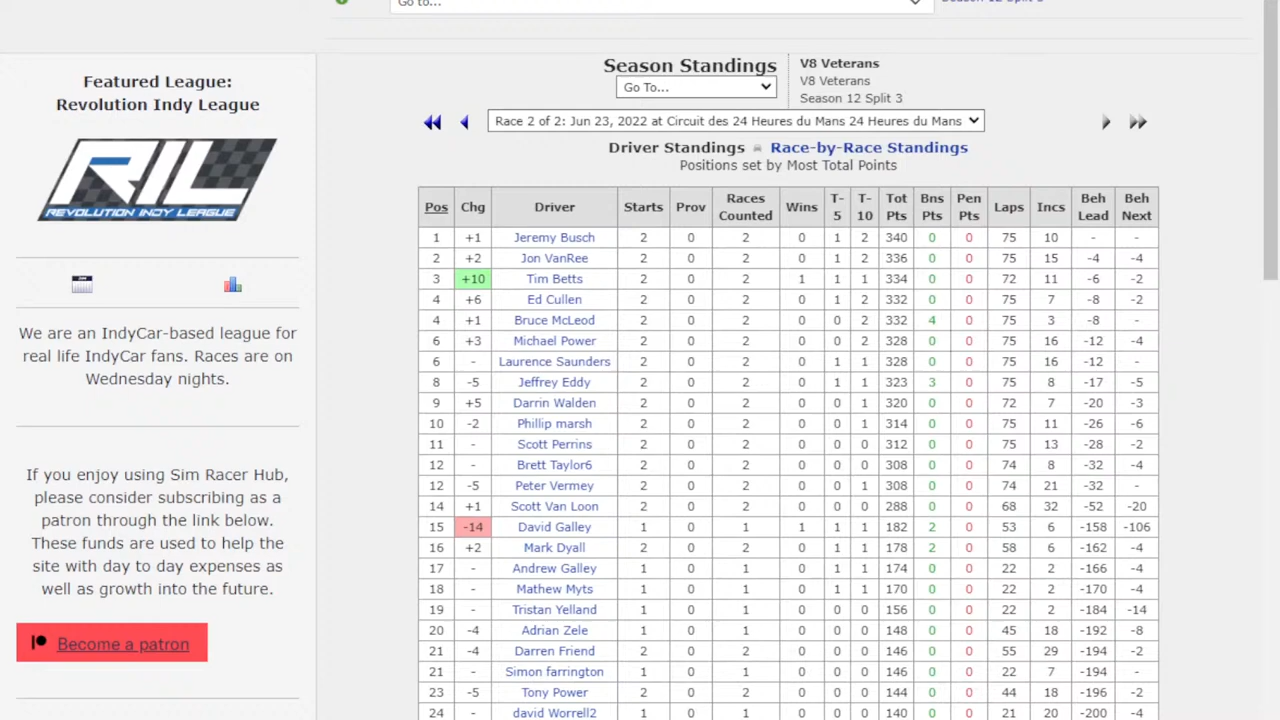 Go to...
Featured League:
Revolution Indy League
RIL
REVOLUTION INDY LEAGUE
We are an IndyCar-based league for
real life IndyCar fans. Races are on
Wednesday nights.
If you enjoy using Sim Racer Hub,
please consider subscribing as a
patron through the link below.
These funds are used to help the
site with day to day expenses as
well as growth into the future.
Become a patron
Season Standings
Go To...
V8 Veterans
V8 Veterans
Season 12 Split 3
Race 2 of 2: Jun 23, 2022 at Circuit des 24 Heures du Mans 24 Heures du Mans
Driver Standings Race-by-Race Standings
Positions set by Most Total Points
Pos Chg Driver Starts Prov Races Counted Wins T-5 T-10 Tot Pts Bns Pts Pen Pts Laps Incs Beh Lead Beh Next
1 +1 Jeremy Busch 2 0 2 0 1 2 340 0 0 75 10 - -
2 +2 Jon VanRee 2 0 2 0 1 2 336 0 0 75 15 -4 -4
3 +10 Tim Betts 2 0 2 1 1 1 334 0 0 72 11 -6 -2
4 +6 Ed Cullen 2 0 2 0 1 2 332 0 0 75 7 -8 -2
4 +1 Bruce McLeod 2 0 2 0 0 2 332 4 0 75 3 -8 -
6 +3 Michael Power 2 0 2 0 0 2 328 0 0 75 16 -12 -4
6 - Laurence Saunders 2 0 2 0 1 1 328 0 0 75 16 -12 -
8 -5 Jeffrey Eddy 2 0 2 0 1 1 323 3 0 75 8 -17 -5
9 +5 Darrin Walden 2 0 2 0 0 1 320 0 0 72 7 -20 -3
10 -2 Phillip marsh 2 0 2 0 0 1 314 0 0 75 11 -26 -6
11 - Scott Perrins 2 0 2 0 0 0 312 0 0 75 13 -28 -2
12 - Brett Taylor6 2 0 2 0 0 0 308 0 0 74 8 -32 -4
12 -5 Peter Vermey 2 0 2 0 0 1 308 0 0 74 21 -32 -
14 +1 Scott Van Loon 2 0 2 0 0 0 288 0 0 68 32 -52 -20
15 -14 David Galley 1 0 1 1 1 1 182 2 0 53 6 -158 -106
16 +2 Mark Dyall 2 0 2 0 1 1 178 2 0 58 6 -162 -4
17 - Andrew Galley 1 0 1 0 1 1 174 0 0 22 2 -166 -4
18 - Mathew Myts 1 0 1 0 1 1 170 0 0 22 2 -170 -4
19 - Tristan Yelland 1 0 1 0 0 0 156 0 0 22 2 -184 -14
20 -4 Adrian Zele 1 0 1 0 0 0 148 0 0 45 18 -192 -8
21 -4 Darren Friend 2 0 2 0 0 0 146 0 0 55 29 -194 -2
21 - Simon farrington 1 0 1 0 0 0 146 0 0 22 7 -194 -
23 -5 Tony Power 2 0 2 0 0 0 144 0 0 44 18 -196 -2
24 - david Worrell2 1 0 1 0 0 0 140 0 0 21 20 -200 -4